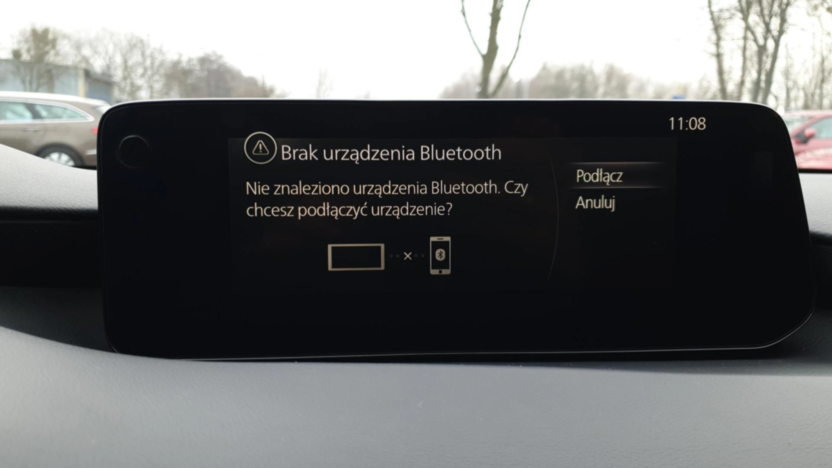 11:08
Brak urządzenia Bluetooth
Nie znaleziono urządzenia Bluetooth. Czy
chcesz podłączyć urządzenie?
Podłącz
Anuluj